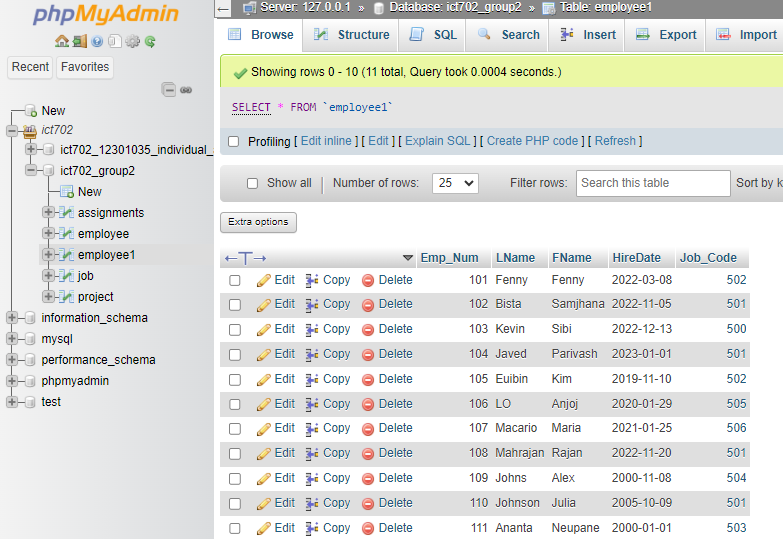 phpMyAdmin
Recent Favorites
New
ict702
ict702_12301035_individual_
ict702_group2
New
assignments
employee
employee1
job
project
information_schema
mysql
performance_schema
phpmyadmin
test
Server: 127.0.0.1 » Database: ict702_group2 » Table: employee1
Browse Structure SQL Search Insert Export Import
Showing rows 0 - 10 (11 total, Query took 0.0004 seconds.)
SELECT * FROM `employee1`
Profiling [ Edit inline ] [ Edit ] [ Explain SQL ] [ Create PHP code ] [ Refresh ]
Show all Number of rows: 25 Filter rows: Search this table Sort by k
Extra options
←T→ Emp_Num LName FName HireDate Job_Code
Edit Copy Delete 101 Fenny Fenny 2022-03-08 502
Edit Copy Delete 102 Bista Samjhana 2022-11-05 501
Edit Copy Delete 103 Kevin Sibi 2022-12-13 500
Edit Copy Delete 104 Javed Parivash 2023-01-01 501
Edit Copy Delete 105 Euibin Kim 2019-11-10 502
Edit Copy Delete 106 LO Anjoj 2020-01-29 505
Edit Copy Delete 107 Macario Maria 2021-01-25 506
Edit Copy Delete 108 Mahrajan Rajan 2022-11-20 501
Edit Copy Delete 109 Johns Alex 2000-11-08 504
Edit Copy Delete 110 Johnson Julia 2005-10-09 501
Edit Copy Delete 111 Ananta Neupane 2000-01-01 503